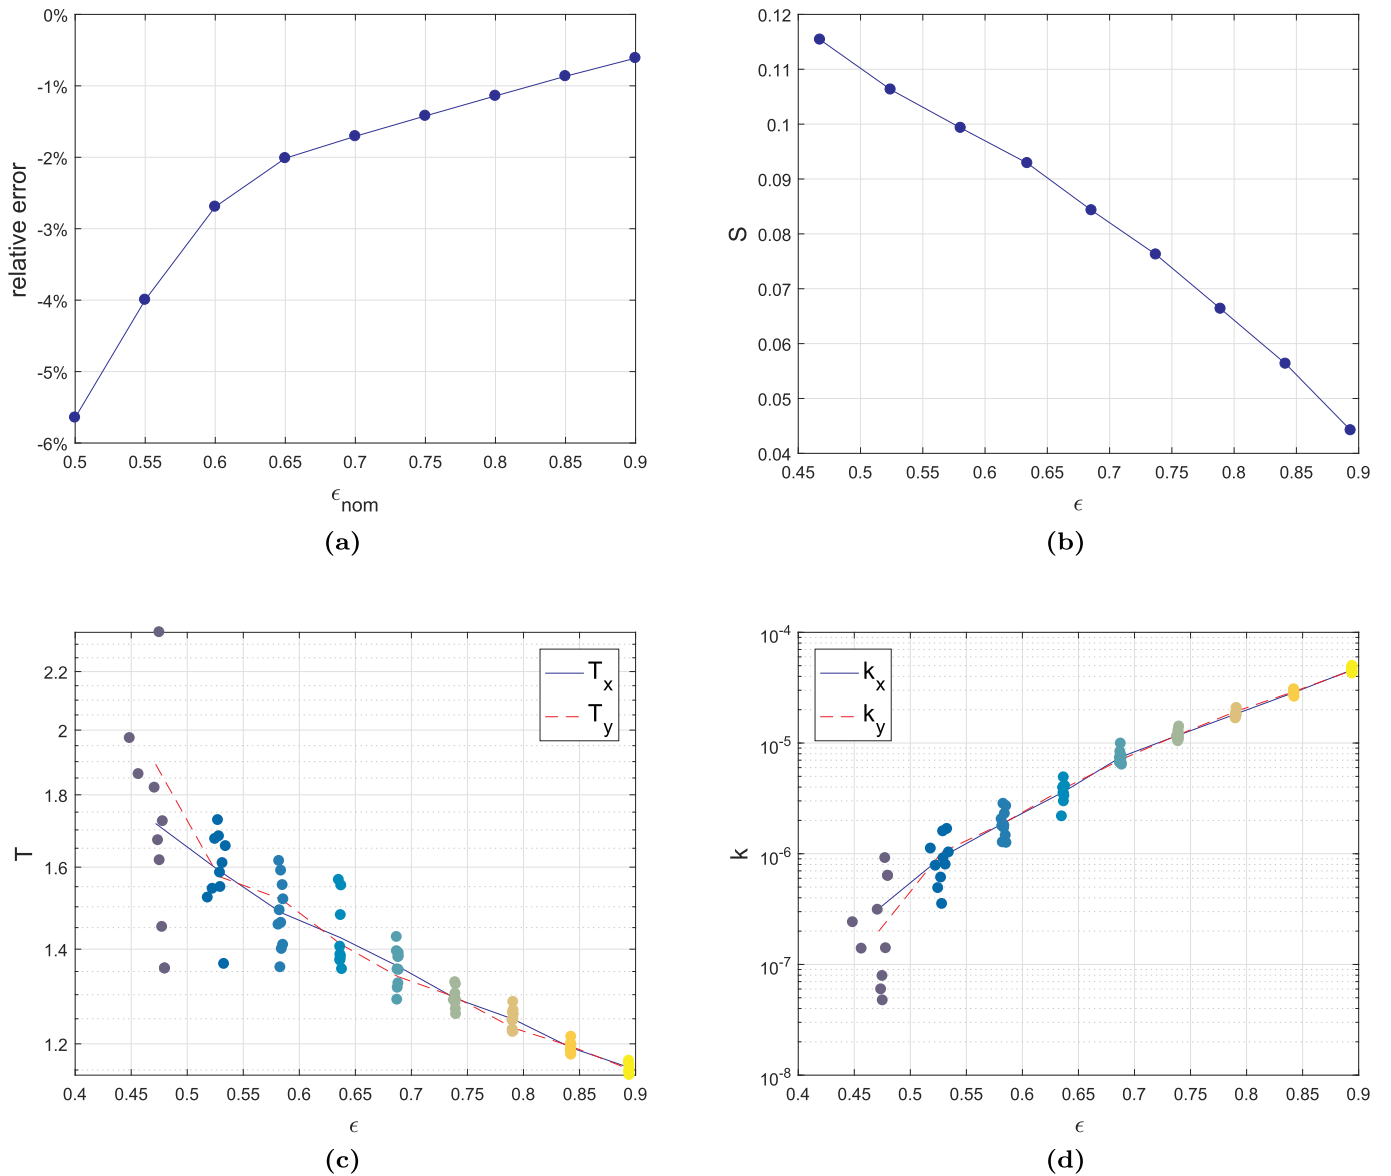 0%
-1%
-2%
-3%
-4%
-5%
-6%
relative error
0.5 0.55 0.6 0.65 0.7 0.75 0.8 0.85 0.9
ϵnom
(a)
0.12
0.11
0.1
0.09
0.08
0.07
0.06
0.05
0.04
S
0.45 0.5 0.55 0.6 0.65 0.7 0.75 0.8 0.85 0.9
ϵ
(b)
2.2
2
1.8
1.6
1.4
1.2
T
Tx
Ty
0.4 0.45 0.5 0.55 0.6 0.65 0.7 0.75 0.8 0.85 0.9
ϵ
(c)
10-4
10-5
10-6
10-7
10-8
k
kx
ky
0.4 0.45 0.5 0.55 0.6 0.65 0.7 0.75 0.8 0.85 0.9
ϵ
(d)